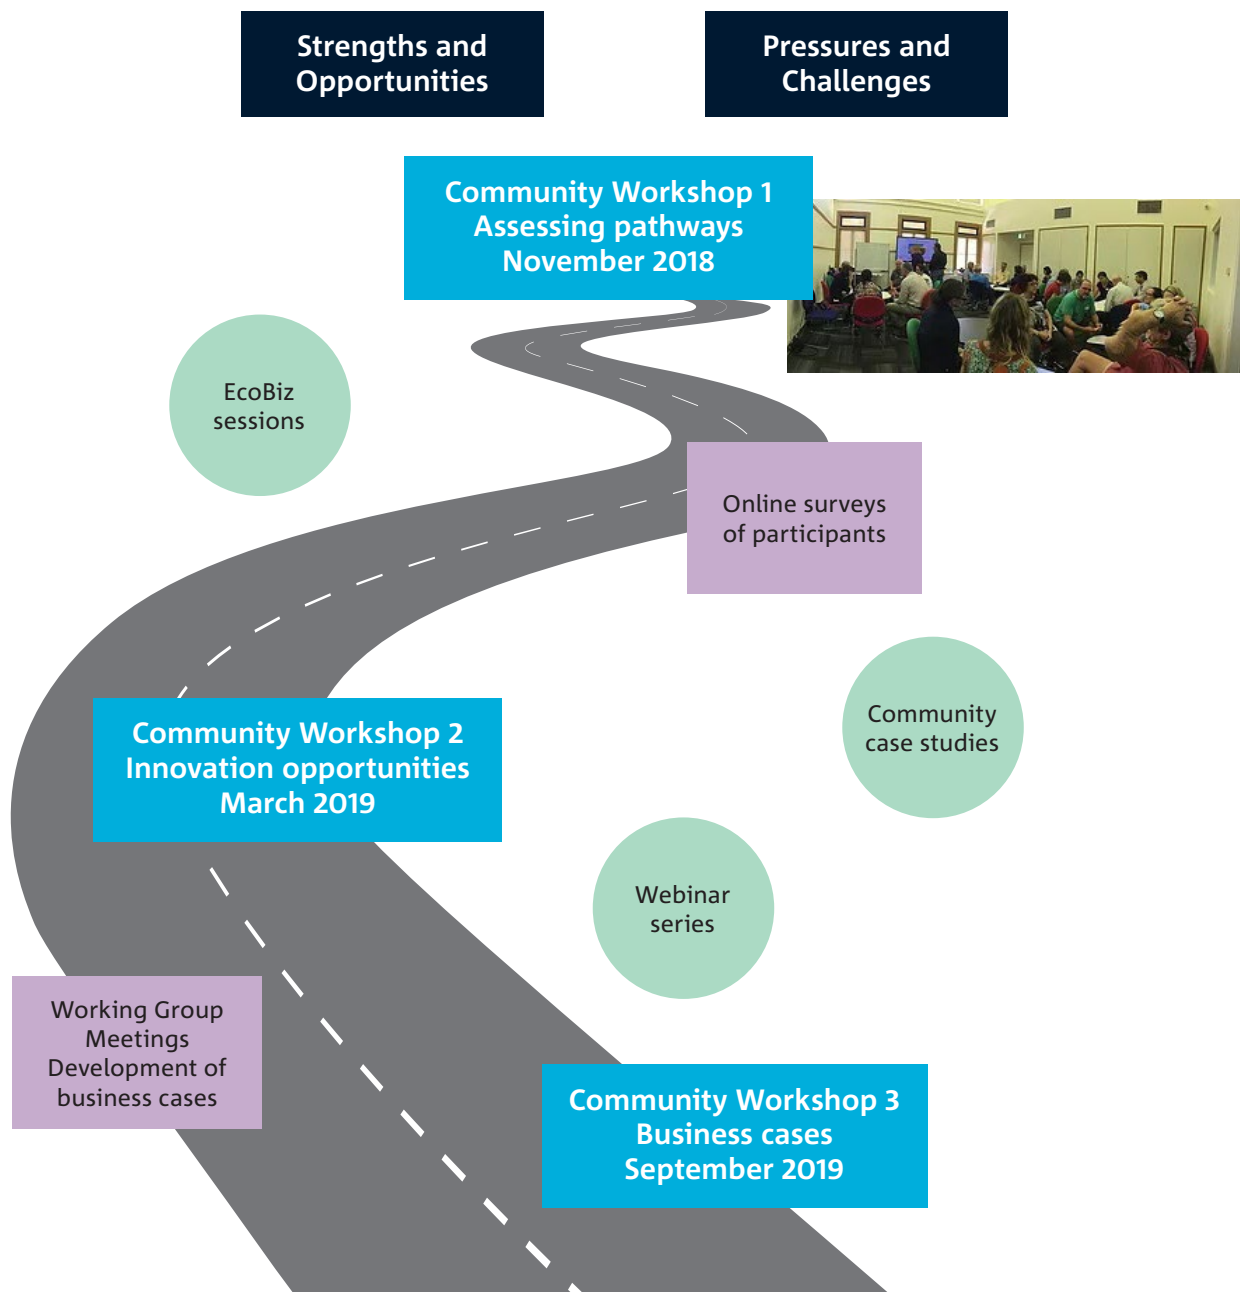 Strengths and
Opportunities
Pressures and
Challenges
Community Workshop 1
Assessing pathways
November 2018
EcoBiz
sessions
Online surveys
of participants
Community
case studies
Community Workshop 2
Innovation opportunities
March 2019
Webinar
series
Working Group
Meetings
Development of
business cases
Community Workshop 3
Business cases
September 2019